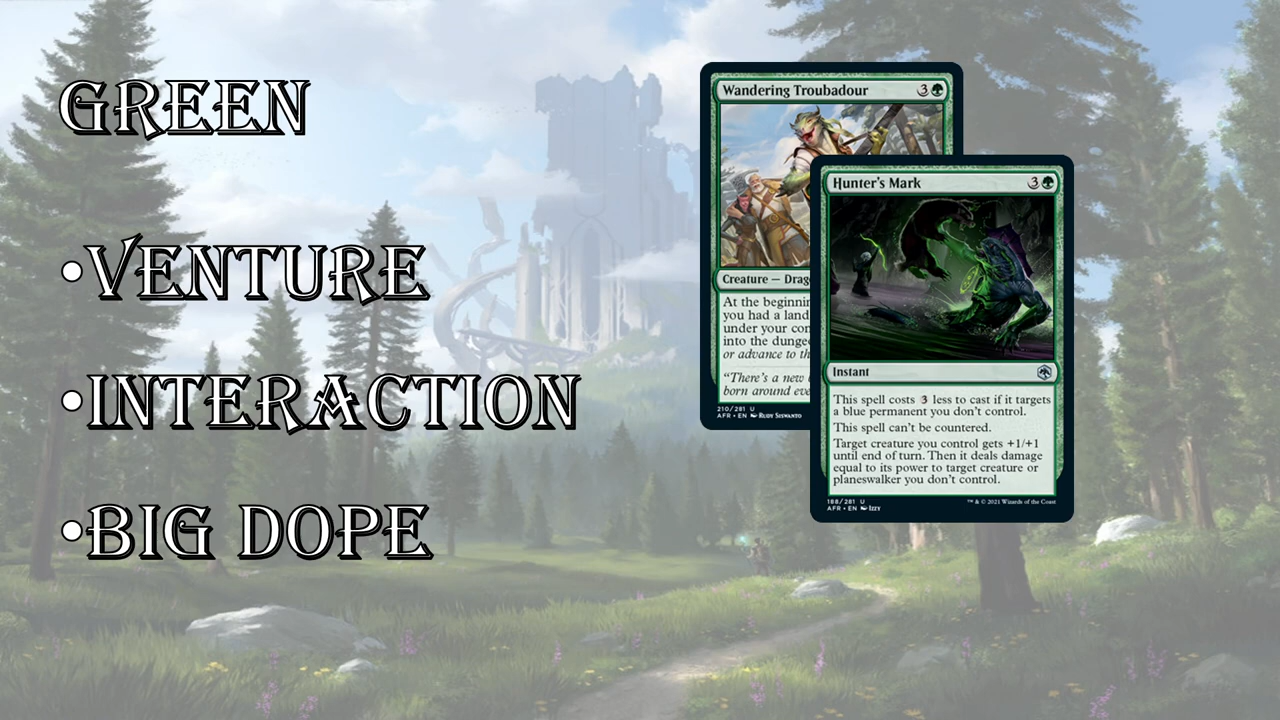 GREEN
•VENTURE
•INTERACTION
•BIG DOPE
Wandering Troubadour 3
Creature — Drag
At the beginnin
you had a land
under your con
into the dunge
or advance to th
"There's a new
born around eve
210/281 U
AFR • EN Rudy Siswanto
Hunter's Mark 3
Instant
This spell costs 3 less to cast if it targets
a blue permanent you don't control.
This spell can't be countered.
Target creature you control gets +1/+1
until end of turn. Then it deals damage
equal to its power to target creature or
planeswalker you don't control.
188/281 U
AFR • EN Izzy
™ & © 2021 Wizards of the Coast